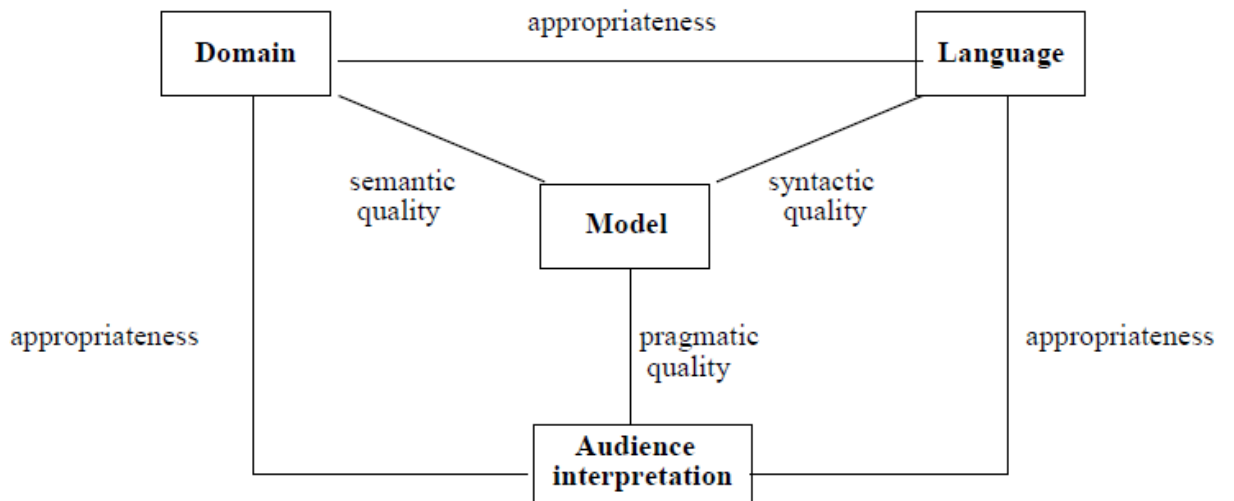 appropriateness
Domain
Language
semantic
quality
syntactic
quality
Model
appropriateness
pragmatic
quality
appropriateness
Audience
interpretation